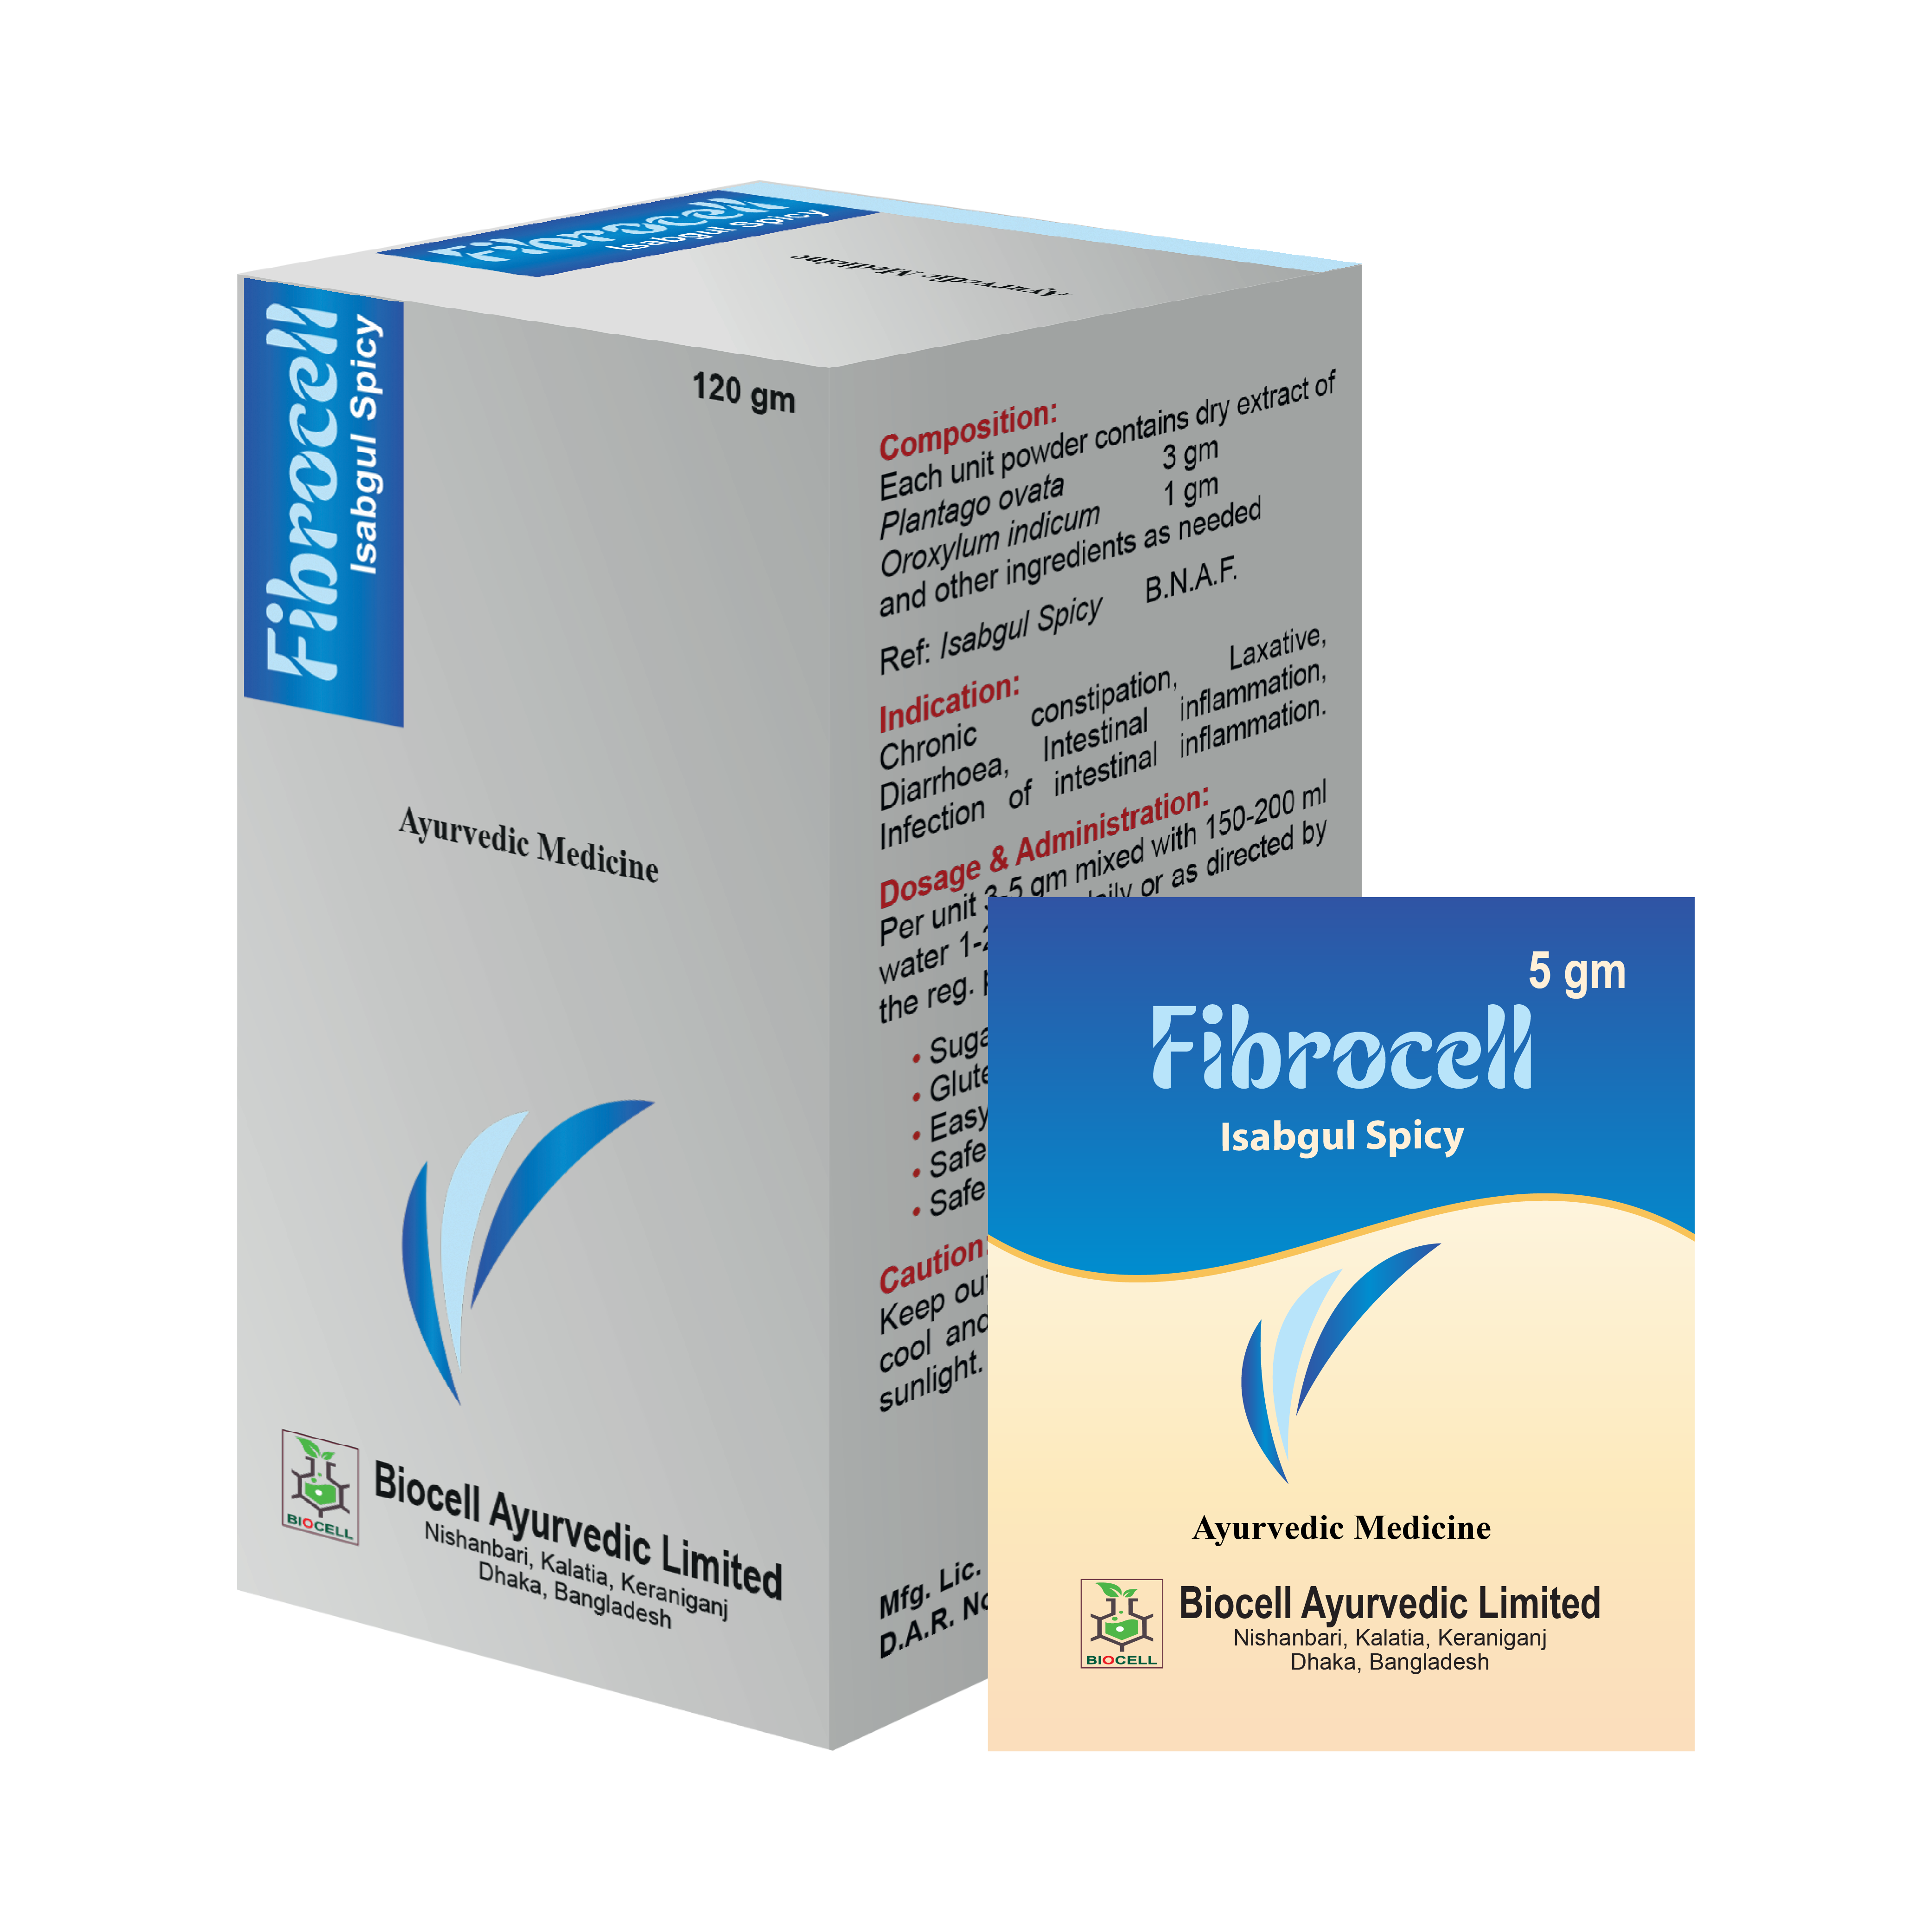 Fibrocell
Isabgul Spicy
Ayurvedic Medicine
Fibrocell
Isabgul Spicy
120 gm
Ayurvedic Medicine
BIOCELL
Biocell Ayurvedic Limited
Nishanbari, Kalatia, Keraniganj
Dhaka, Bangladesh
Composition:
Each unit powder contains dry extract of
Plantago ovata 3 gm
Oroxylum indicum 1 gm
and other ingredients as needed
Ref: Isabgul Spicy B.N.A.F.
Indication:
Chronic constipation, Laxative,
Diarrhoea, Intestinal inflammation,
Infection of intestinal inflammation.
Dosage & Administration:
Per unit 3-5 gm mixed with 150-200 ml
water or as directed by
the reg.
• Easy
• Safe
• Safe
Caution:
Keep out
cool and
sunlight.
Mfg. Lic.
D.A.R. No
5 gm
Fibrocell
Isabgul Spicy
Ayurvedic Medicine
BIOCELL
Biocell Ayurvedic Limited
Nishanbari, Kalatia, Keraniganj
Dhaka, Bangladesh